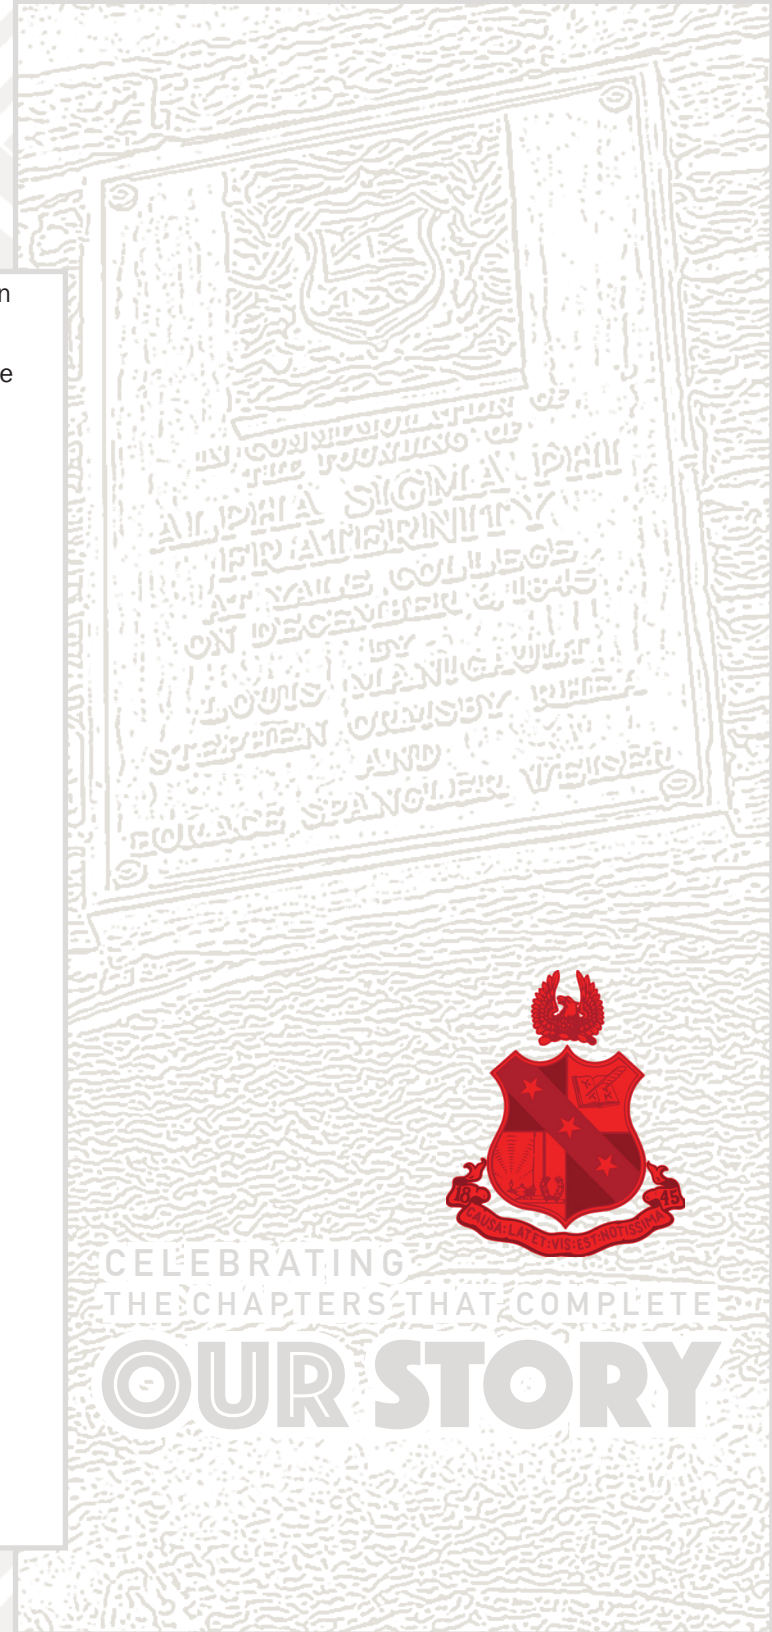 n
e
IN COMMEMORATION OF
THE FOUNDING OF
ALPHA SIGMA PHI
FRATERNITY
AT YALE COLLEGE
ON DECEMBER 6, 1845
BY
LOUIS MANIGAULT
STEPHEN ORMSBY RHEA
AND
HORACE SPANGLER WEISER
18 45
CAUSA:LATET:VIS:EST:NOTISSIMA
CELEBRATING
THE CHAPTERS THAT COMPLETE
OUR STORY